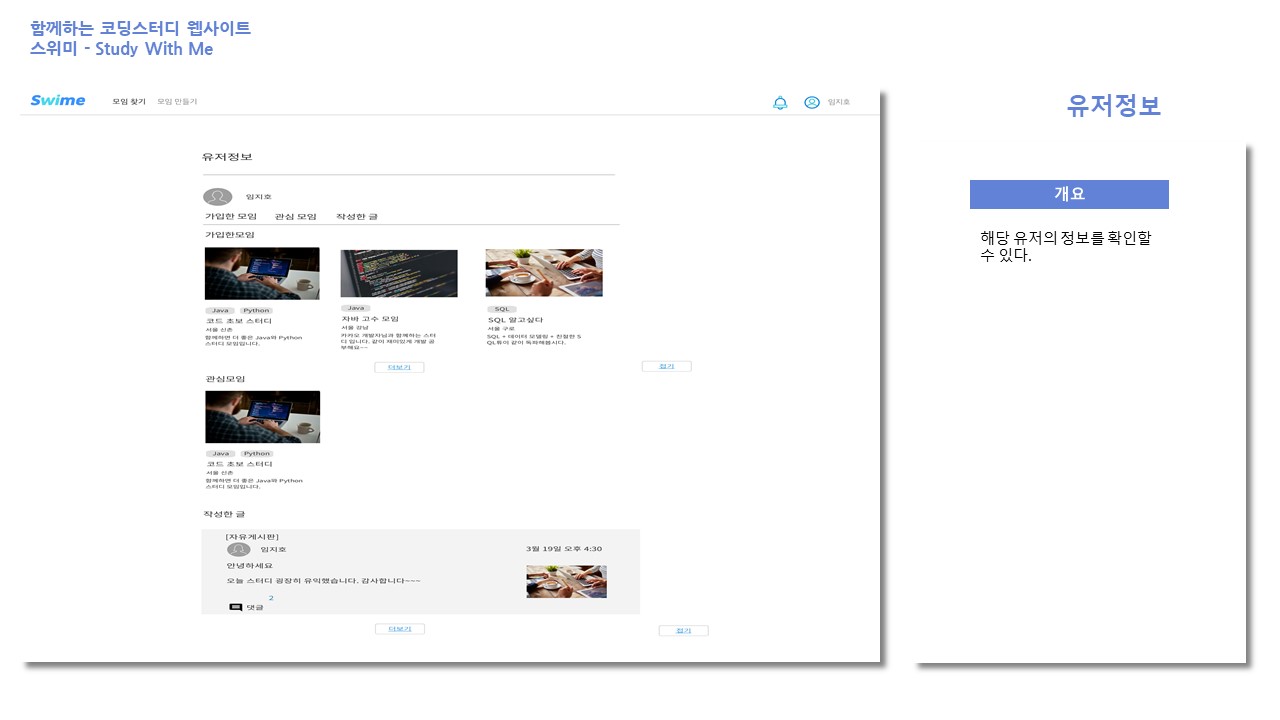 함께하는 코딩스터디 웹사이트
스위미 - Study With Me
Swime 모임 찾기 모임 만들기 임지호
유저정보
임지호
가입한 모임 관심 모임 작성한 글
가입한모임
Java Python
코드 초보 스터디
서울 신촌
함께하면 더 좋은 Java와 Python
스터디 모임입니다.
Java
자바 고수 모임
서울 강남
카카오 개발자님과 함께하는 스터
디 입니다. 같이 재미있게 개발 공
부해요~~
SQL
SQL 알고싶다
서울 구로
SQL + 데이터 모델링 + 친절한 S
QL튜이 같이 독파해봅시다.
더보기 접기
관심모임
Java Python
코드 초보 스터디
서울 신촌
함께하면 더 좋은 Java와 Python
스터디 모임입니다.
작성한 글
[자유게시판]
임지호 3월 19일 오후 4:30
안녕하세요
오늘 스터디 굉장히 유익했습니다. 감사합니다~~~
2
댓글
더보기 접기
유저정보
개요
해당 유저의 정보를 확인할
수 있다.